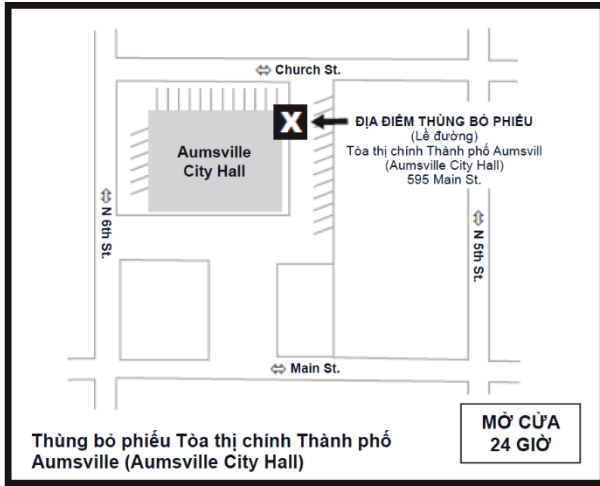 Church St.
X
ĐỊA ĐIỂM THÙNG BỎ PHIẾU
(Lề đường)
Tòa thị chính Thành phố Aumsvill
(Aumsville City Hall)
595 Main St.
Aumsville
City Hall
N 6th St.
N 5th St.
Main St.
MỞ CỬA
24 GIỜ
Thùng bỏ phiếu Tòa thị chính Thành phố
Aumsville (Aumsville City Hall)